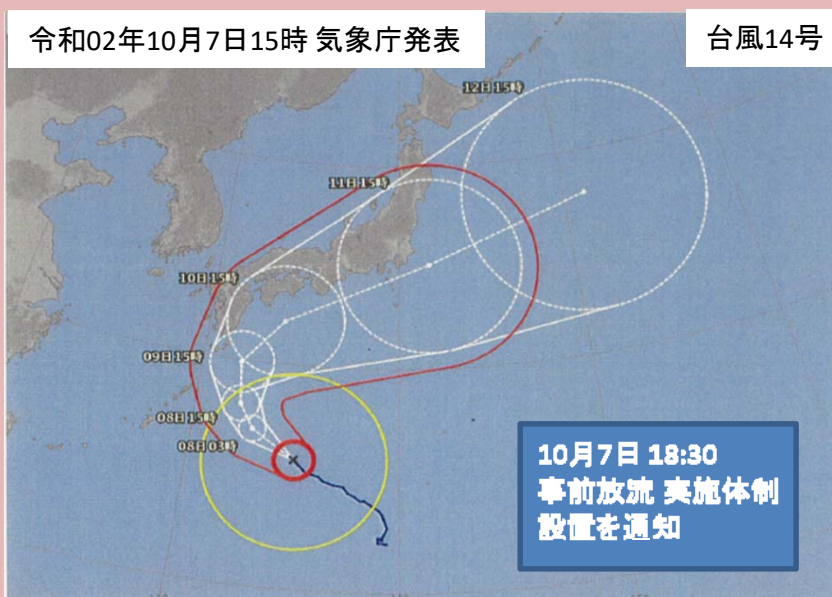 令和02年10月7日15時 気象庁発表
台風14号
12日15時
11日15時
10日15時
09日15時
08日15時
08日03時
10月7日 18:30
事前放流 実施体制
設置を通知